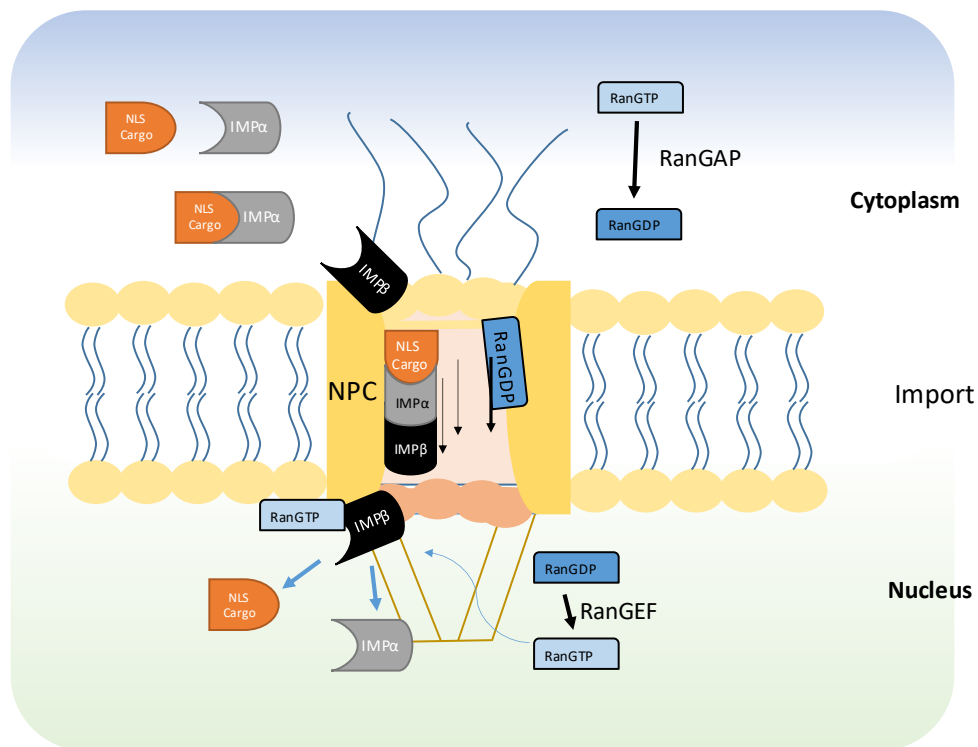 RanGTP
NLS
Cargo
IMPα
RanGAP
Cytoplasm
NLS
Cargo
IMPα
RanGDP
IMPβ
NLS
Cargo
RanGDP
NPC
IMPα
Import
IMPβ
RanGTP
IMPβ
RanGDP
NLS
Cargo
RanGEF
Nucleus
IMPα
RanGTP